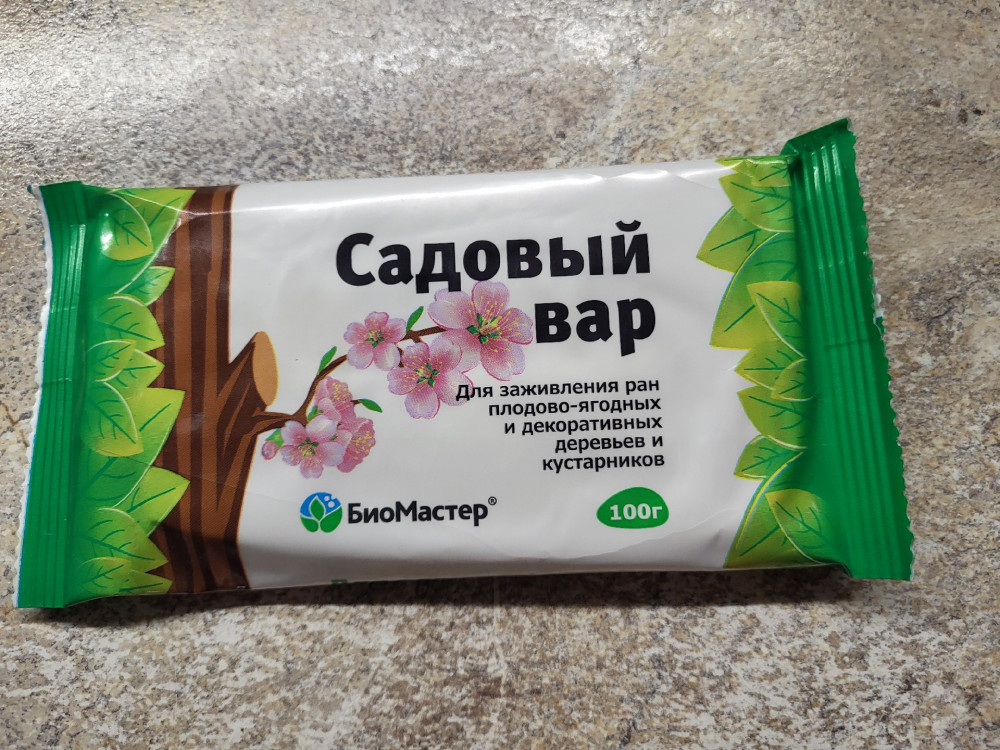 Садовый
вар
Для заживления ран
плодово-ягодных
и декоративных
деревьев и
кустарников
БиоМастер®
100г